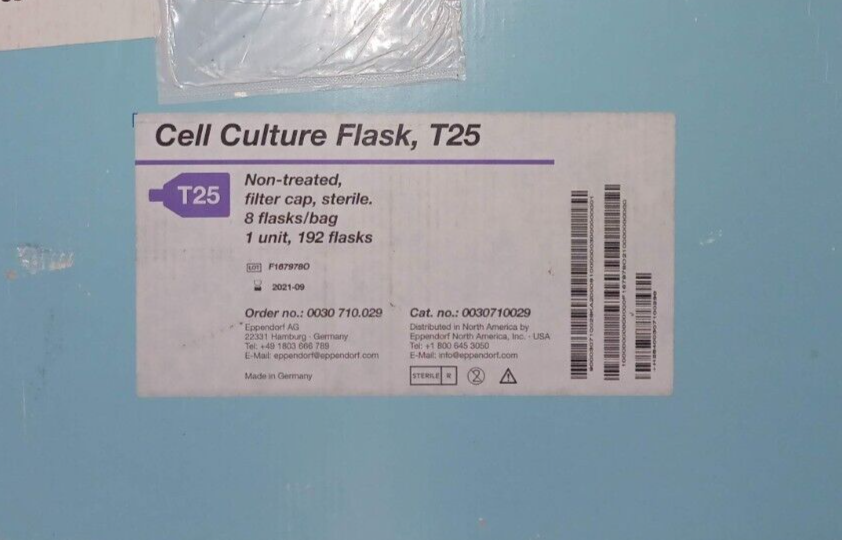 Cell Culture Flask, T25
T25
Non-treated,
filter cap, sterile.
8 flasks/bag
1 unit, 192 flasks
LOT F167978O
2021-09
Order no.: 0030 710.029
Eppendorf AG
22331 Hamburg · Germany
Tel: +49 1803 666 789
E-Mail: eppendorf@eppendorf.com
Made in Germany
Cat. no.: 0030710029
Distributed in North America by
Eppendorf North America, Inc. · USA
Tel: +1 800 645 3050
E-Mail: info@eppendorf.com
STERILE R
2